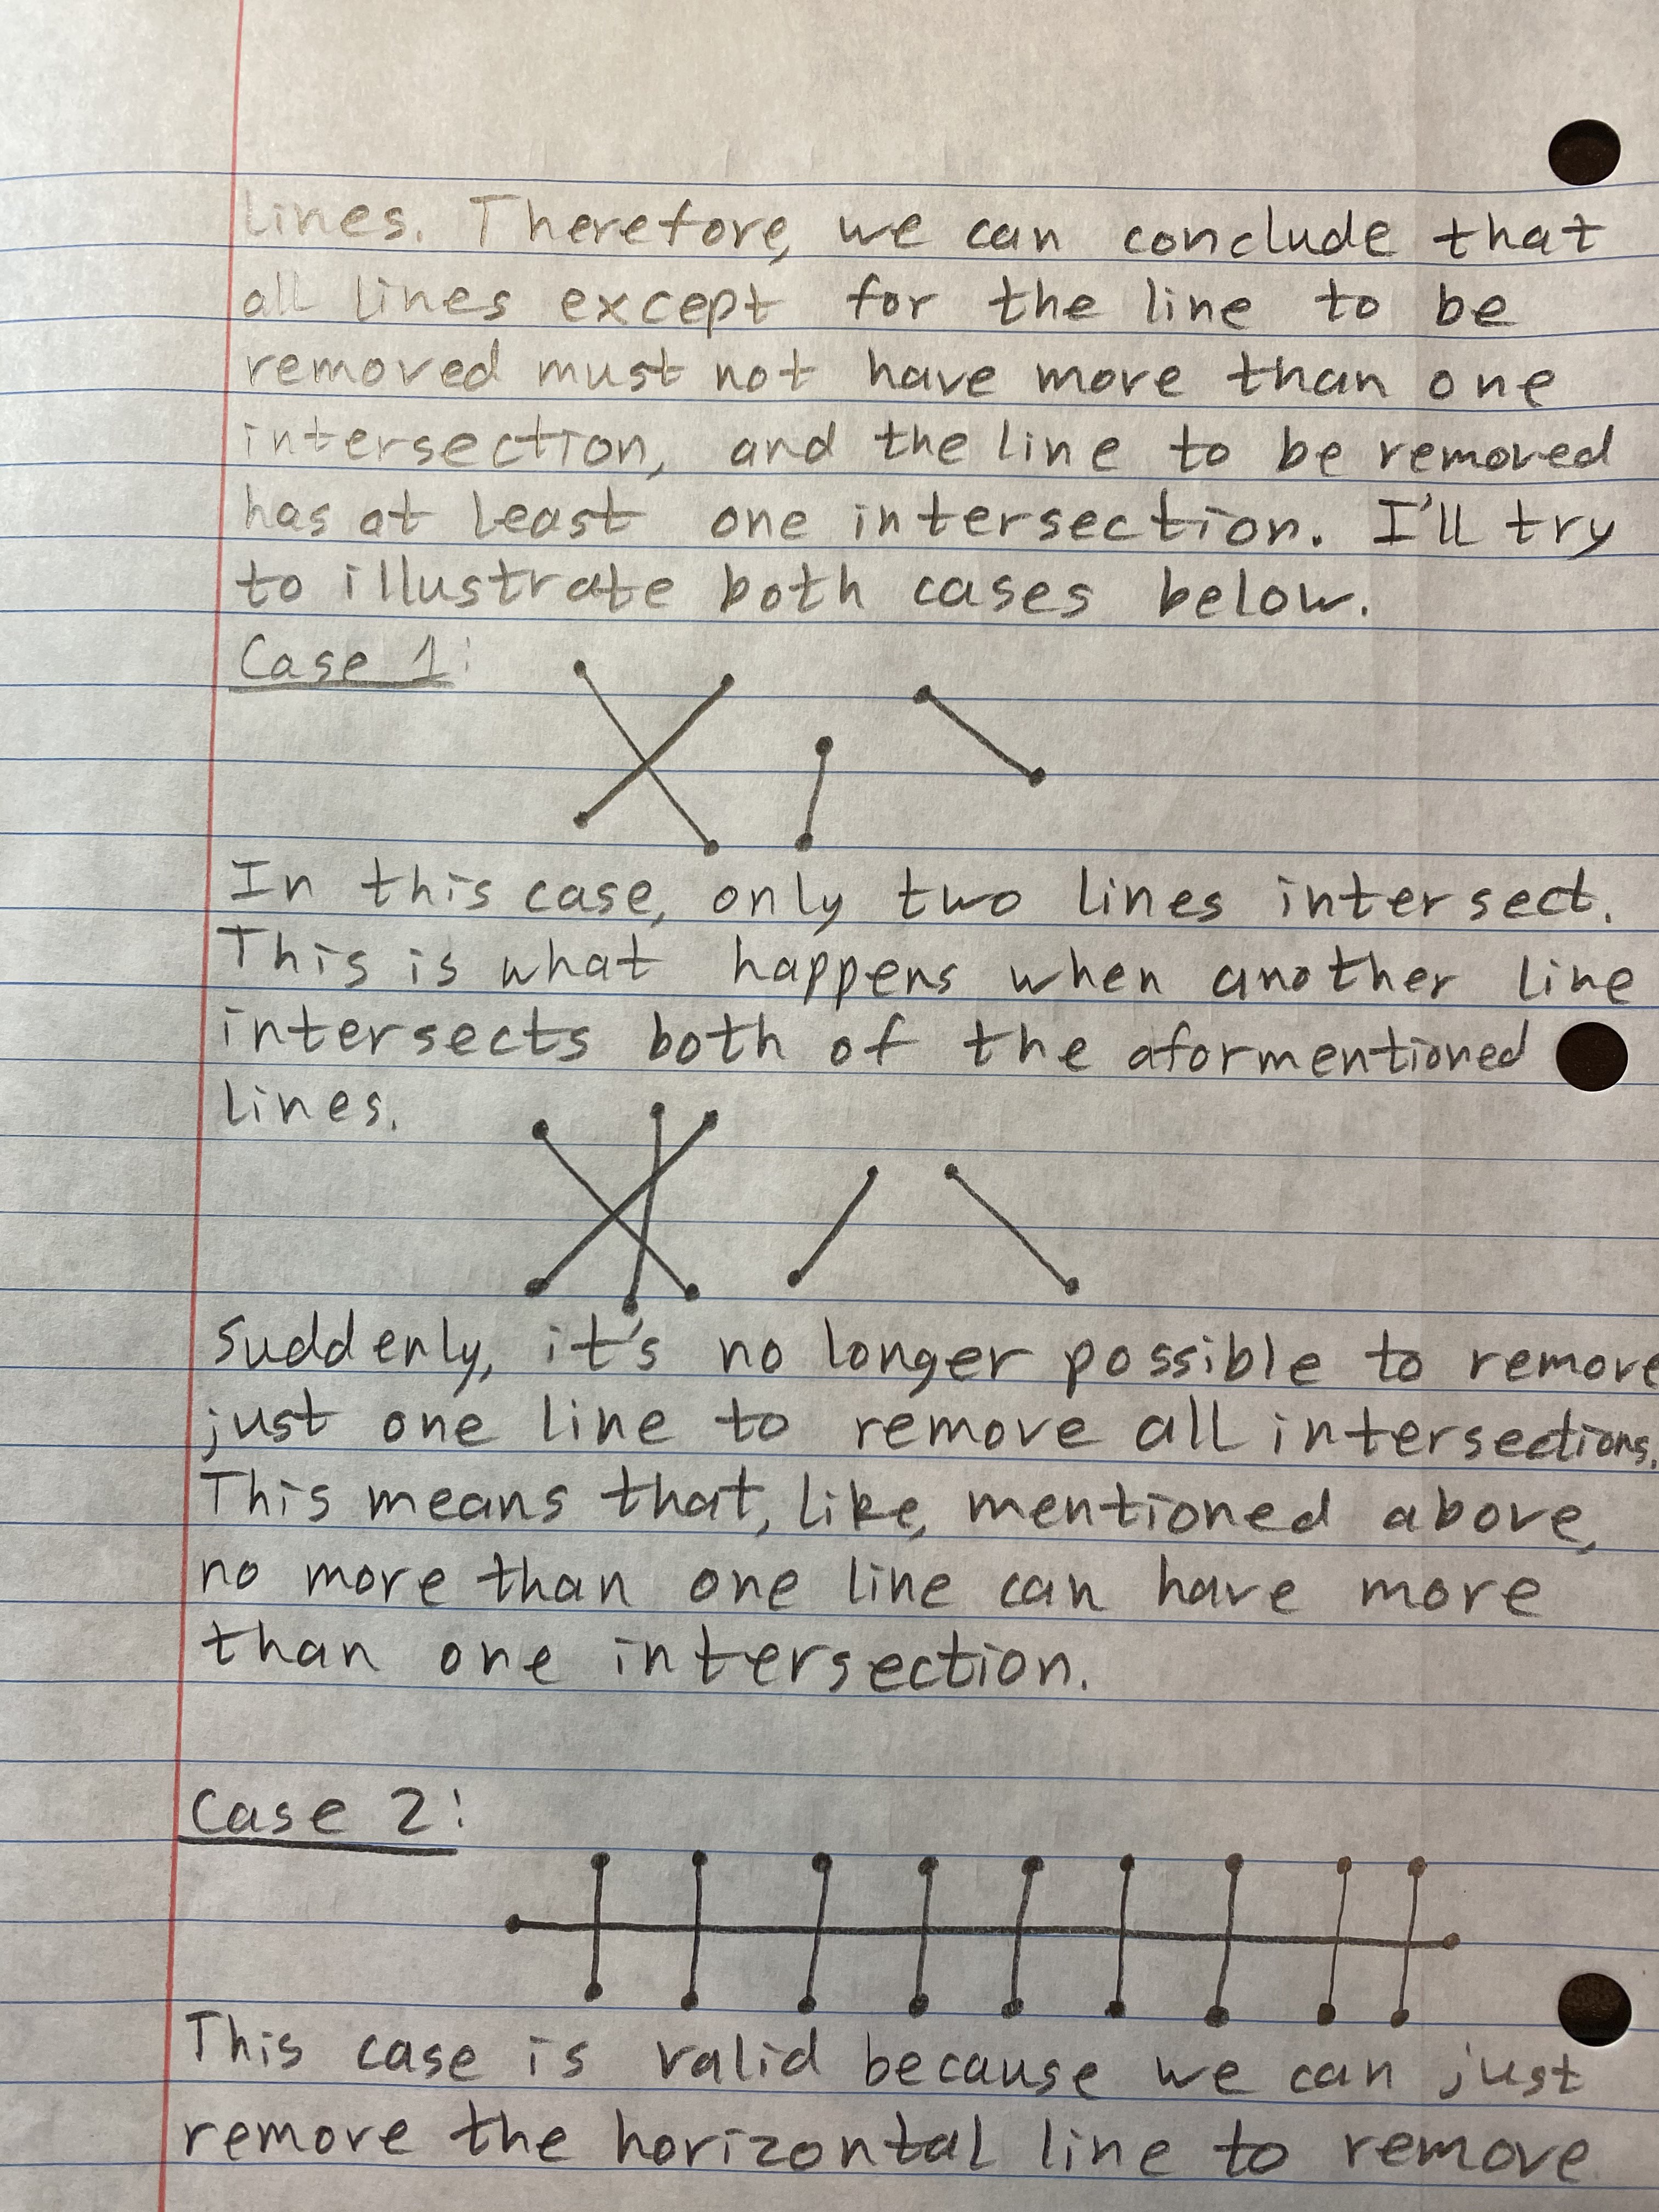 lines. Therefore, we can conclude that
all lines except for the line to be
removed must not have more than one
intersection, and the line to be removed
has at least one intersection. I'll try
to illustrate both cases below.
Case 1:
In this case, only two lines intersect.
This is what happens when another line
intersects both of the aformentioned
lines.
Suddenly, it's no longer possible to remove
just one line to remove all intersections.
This means that, like, mentioned above,
no more than one line can have more
than one intersection.
Case 2:
This case is valid because we can just
remove the horizontal line to remove